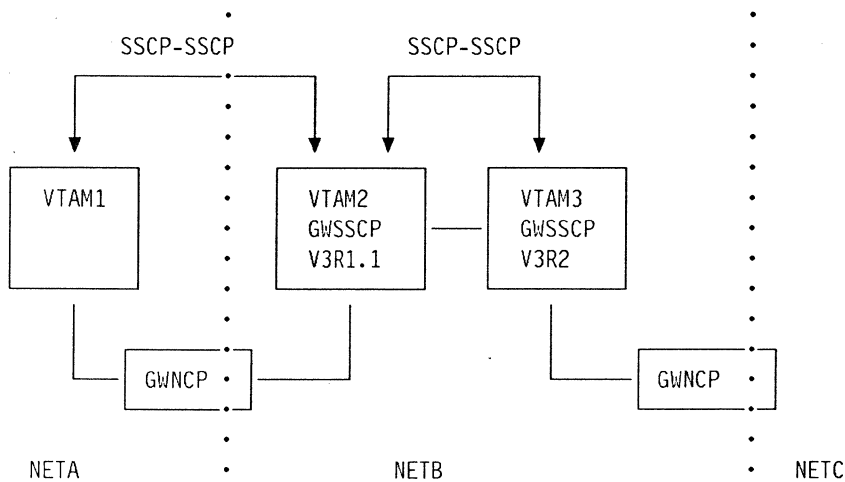 SSCP-SSCP SSCP-SSCP
VTAM1
VTAM2
GWSSCP
V3R1.1
VTAM3
GWSSCP
V3R2
GWNCP
GWNCP
NETA NETB NETC